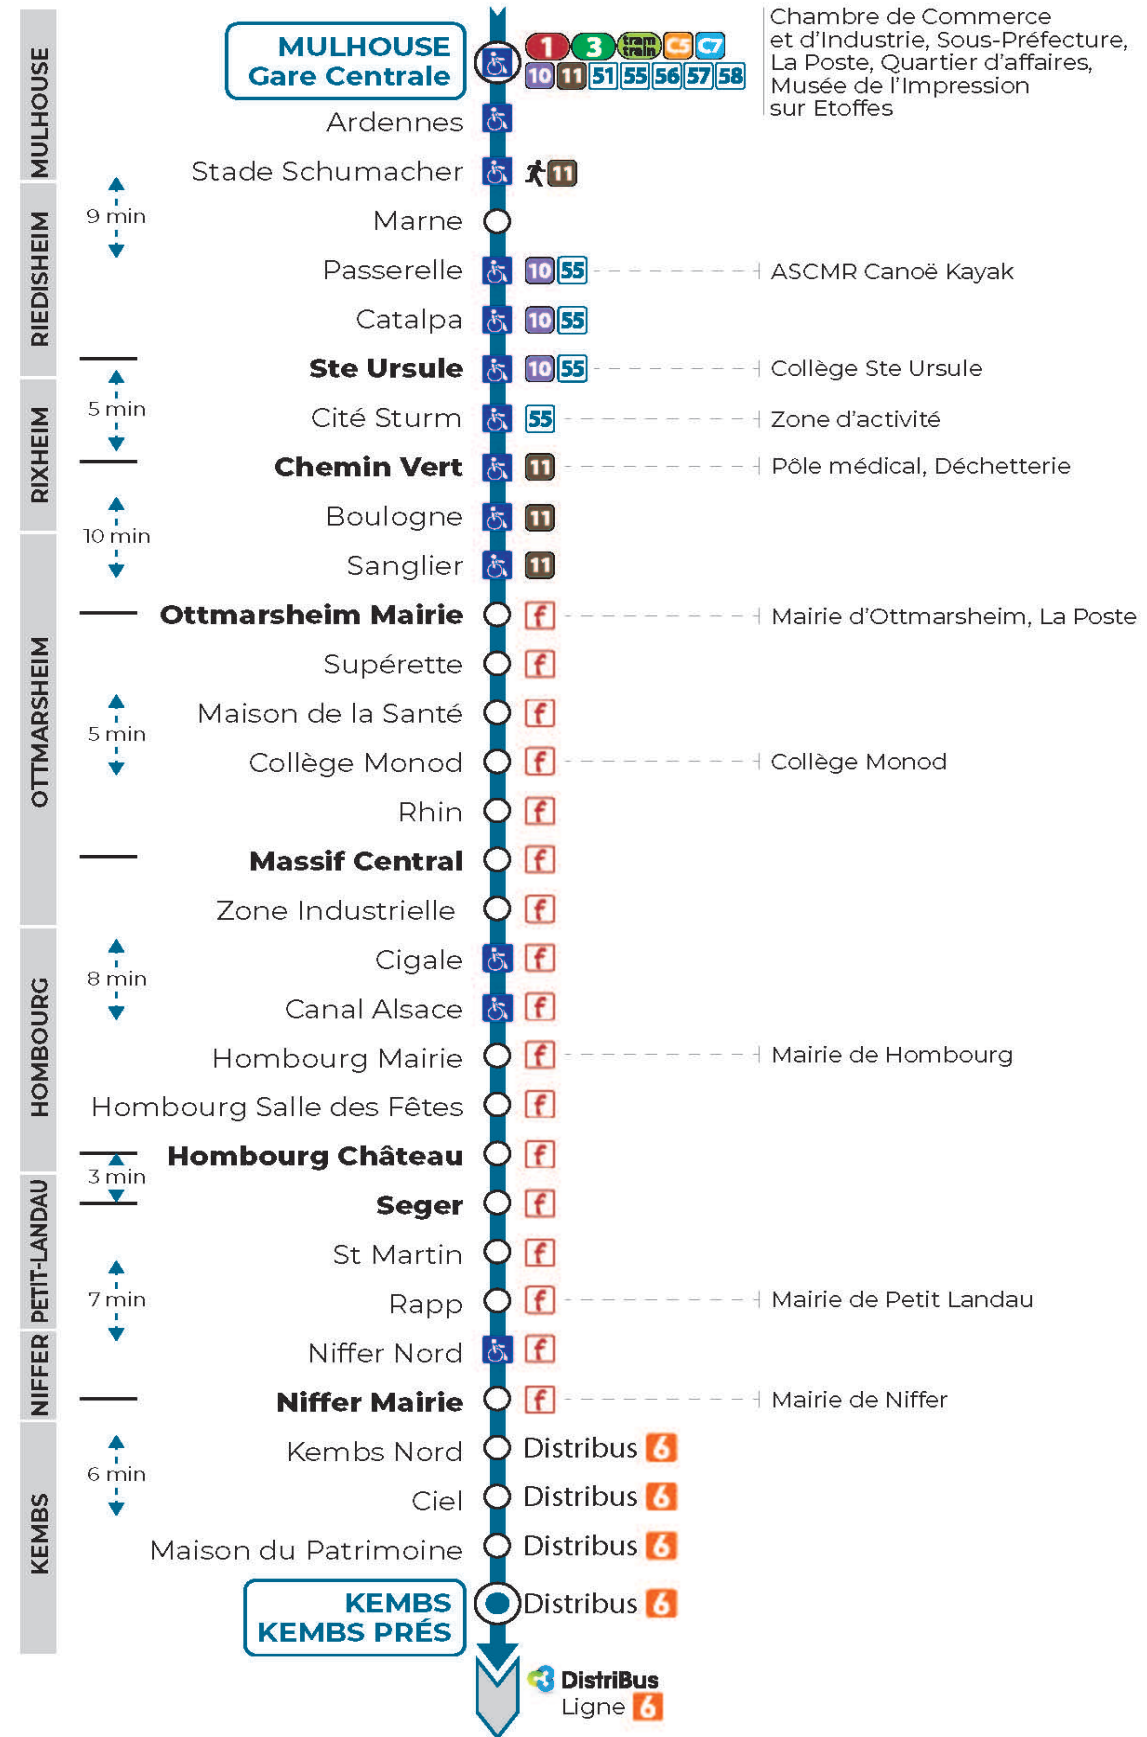 MULHOUSE
Gare Centrale
1 3 tram train C5 C7
10 11 51 55 56 57 58
Chambre de Commerce
et d'Industrie, Sous-Préfecture,
La Poste, Quartier d'affaires,
Musée de l'Impression
sur Etoffes
MULHOUSE
Ardennes
Stade Schumacher 11
RIEDISHEIM
9 min
Marne
Passerelle 10 55 ASCMR Canoë Kayak
Catalpa 10 55
Ste Ursule 10 55 Collège Ste Ursule
RIXHEIM
5 min
Cité Sturm 55 Zone d'activité
Chemin Vert 11 Pôle médical, Déchetterie
Boulogne 11
10 min
Sanglier 11
OTTMARSHEIM
Ottmarsheim Mairie f Mairie d'Ottmarsheim, La Poste
Supérette f
Maison de la Santé f
5 min
Collège Monod f Collège Monod
Rhin f
Massif Central f
Zone Industrielle f
HOMBOURG
Cigale f
8 min
Canal Alsace f
Hombourg Mairie f Mairie de Hombourg
Hombourg Salle des Fêtes f
Hombourg Château f
3 min
PETIT-LANDAU
Seger f
St Martin f
7 min
Rapp f Mairie de Petit Landau
NIFFER
Niffer Nord f
Niffer Mairie f Mairie de Niffer
KEMBS
Kembs Nord Distribus 6
6 min
Ciel Distribus 6
Maison du Patrimoine Distribus 6
KEMBS
KEMBS PRÉS
Distribus 6
DistriBus
Ligne 6